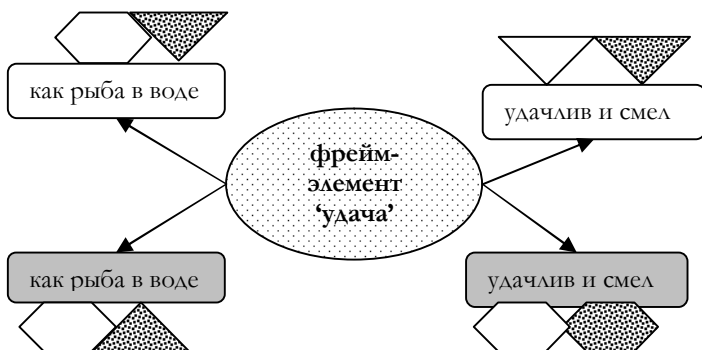 как рыба в воде
удачлив и смел
фрейм-
элемент
‘удача’
как рыба в воде
удачлив и смел